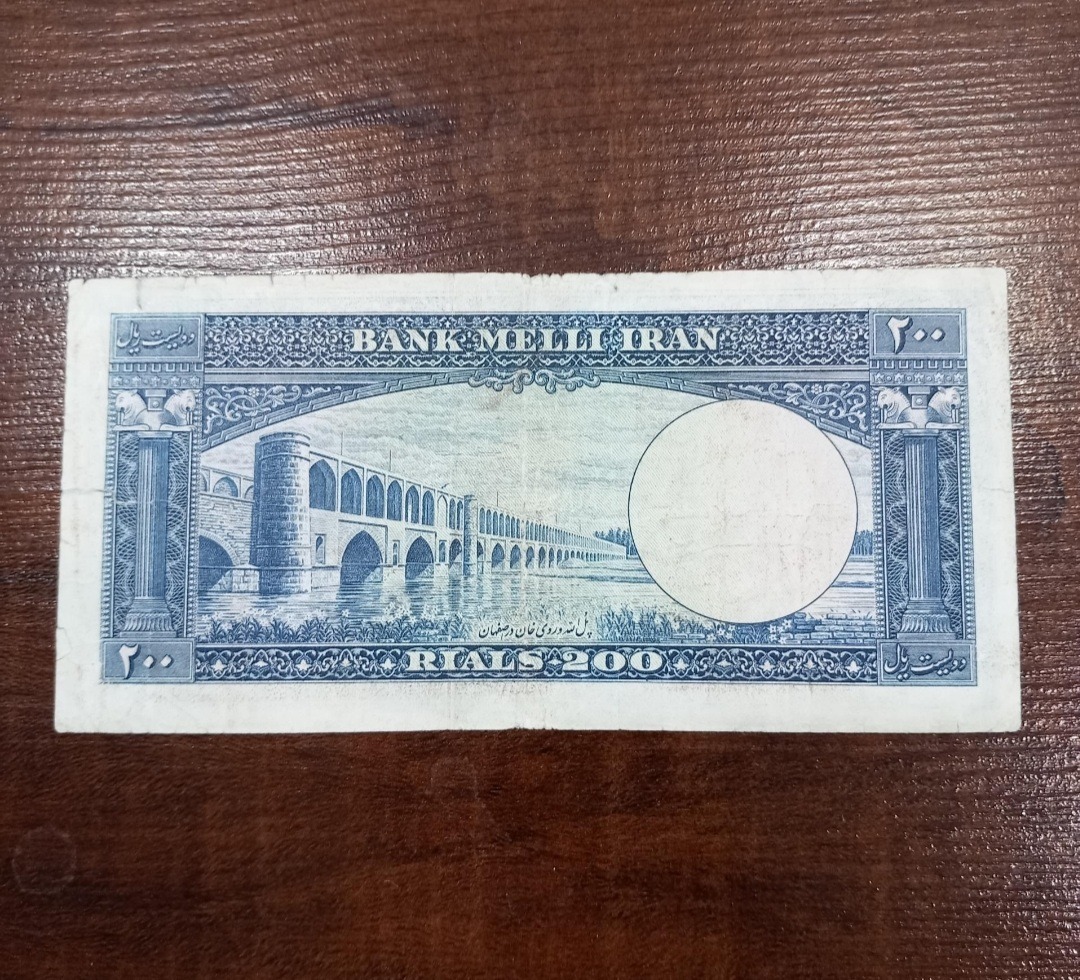 دویست ریال
BANK MELLI IRAN
۲۰۰
پل الله وردی خان در اصفهان
۲۰۰
RIALS 200
دویست ریال